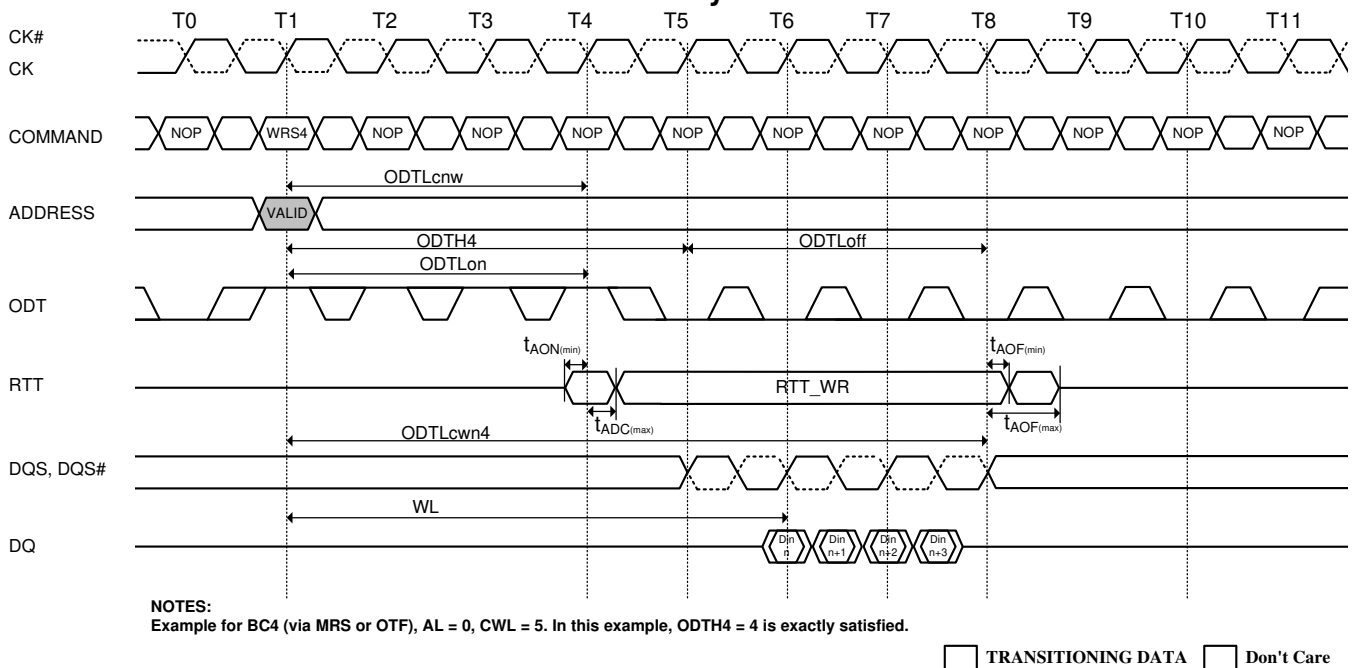 T0 T1 T2 T3 T4 T5 T6 T7 T8 T9 T10 T11
CK#
CK
COMMAND NOP WRS4 NOP NOP NOP NOP NOP NOP NOP NOP NOP NOP
ODTLcnw
ADDRESS VALID
ODTH4 ODTLoff
ODTLon
ODT
tAON(min) tAOF(min)
RTT RTT_WR
tADC(max) tAOF(max)
ODTLcwn4
DQS, DQS#
WL
DQ Din n Din n+1 Din n+2 Din n+3
NOTES:
Example for BC4 (via MRS or OTF), AL = 0, CWL = 5. In this example, ODTH4 = 4 is exactly satisfied.
TRANSITIONING DATA Don't Care